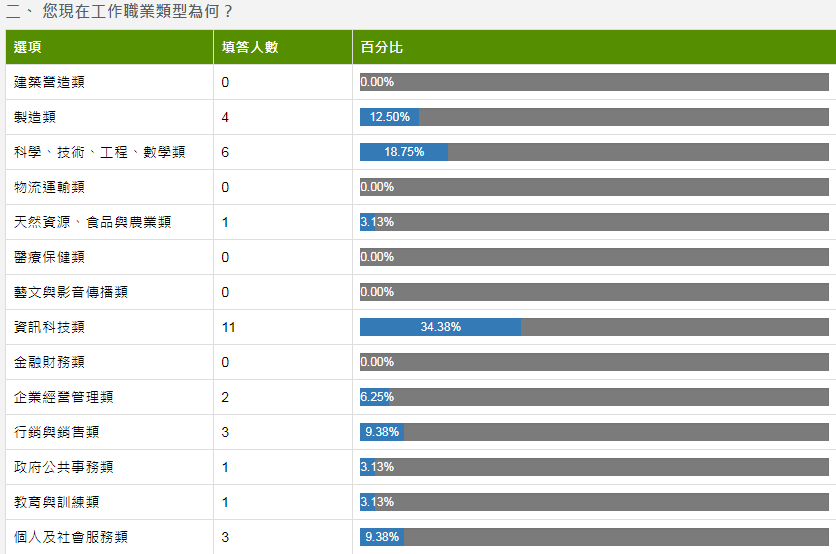 二、 您現在工作職業類型為何？
選項 填答人數 百分比
建築營造類 0 0.00%
製造類 4 12.50%
科學、技術、工程、數學類 6 18.75%
物流運輸類 0 0.00%
天然資源、食品與農業類 1 3.13%
醫療保健類 0 0.00%
藝文與影音傳播類 0 0.00%
資訊科技類 11 34.38%
金融財務類 0 0.00%
企業經營管理類 2 6.25%
行銷與銷售類 3 9.38%
政府公共事務類 1 3.13%
教育與訓練類 1 3.13%
個人及社會服務類 3 9.38%